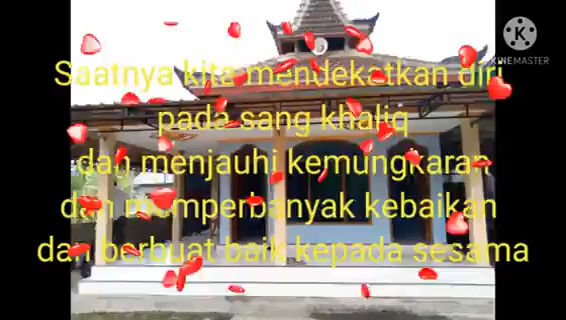 KINEMASTER
Saatnya kita mendekatkan diri
pada sang khaliq
dan menjauhi kemungkaran
dan memperbanyak kebaikan
dan berbuat baik kepada sesama